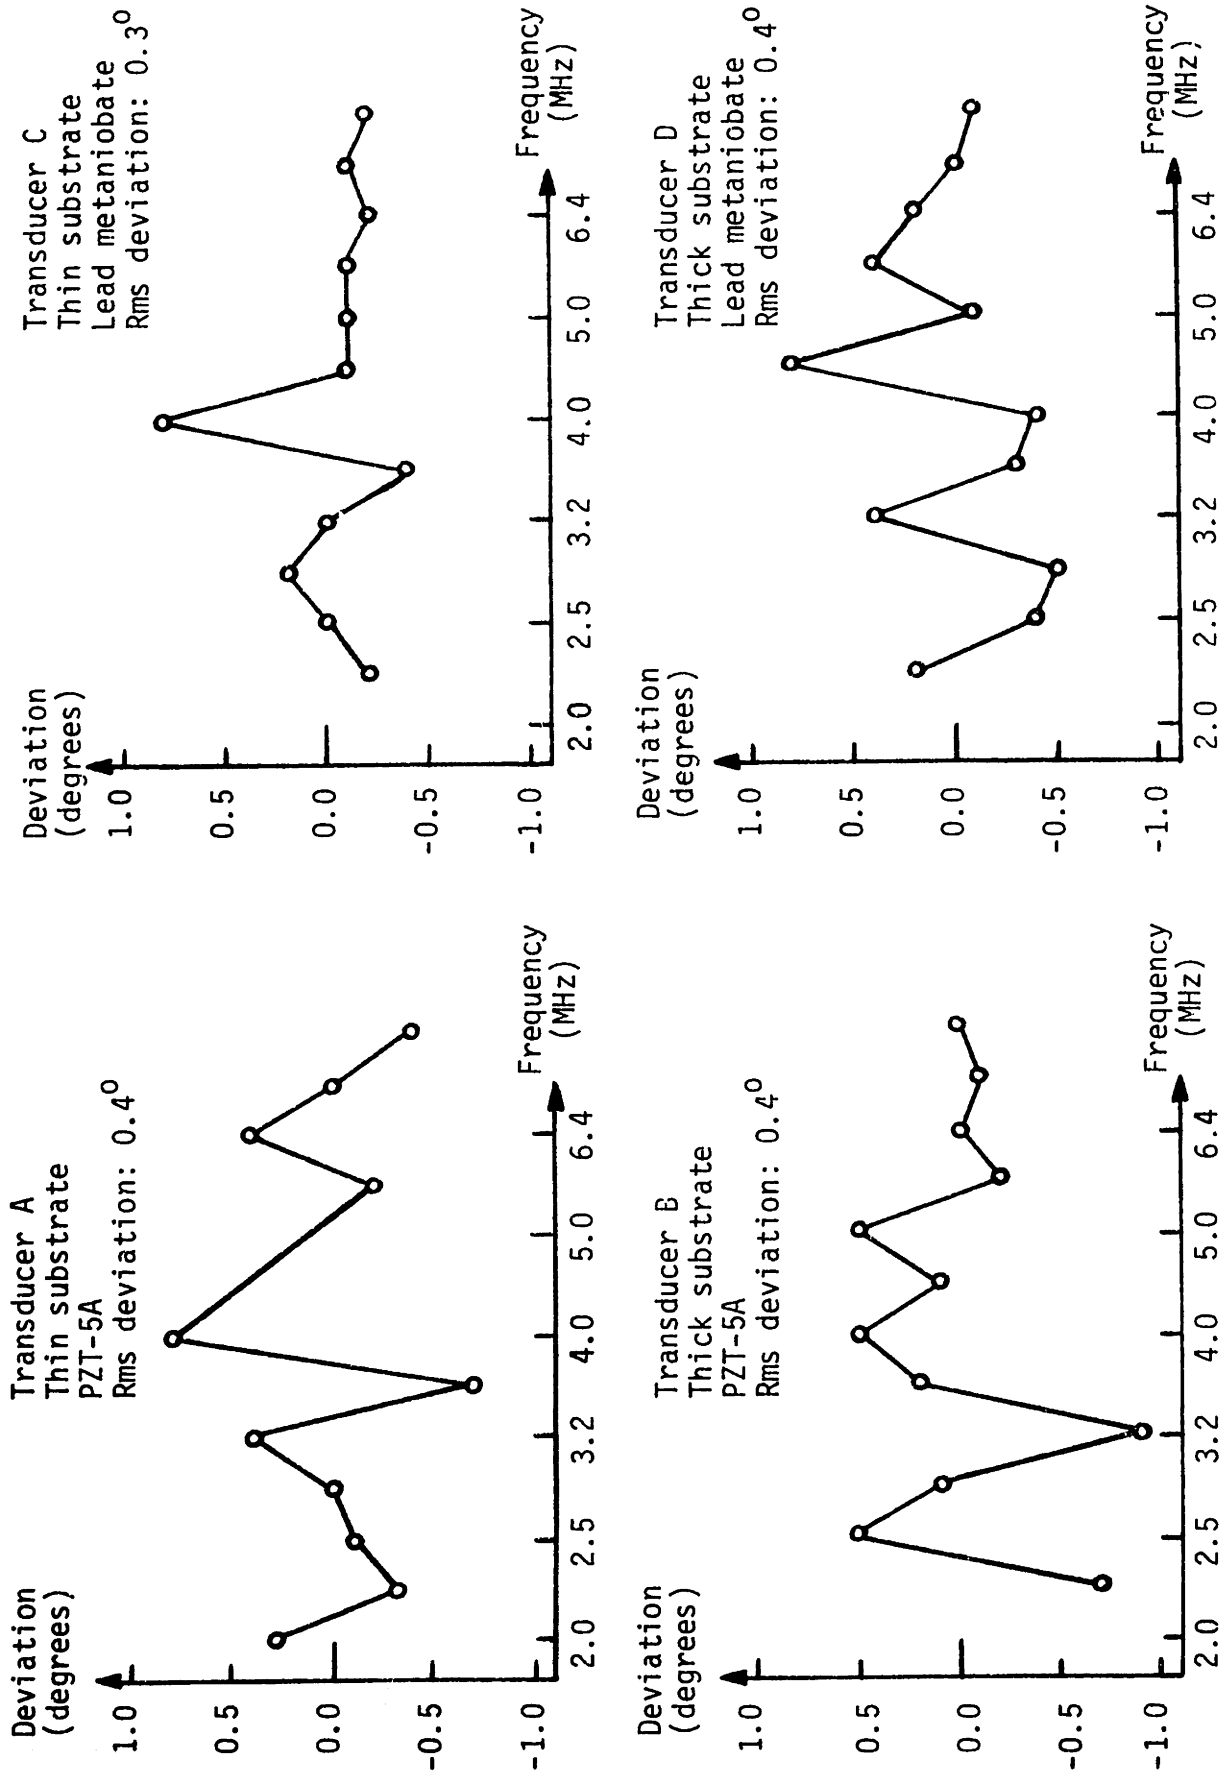 Deviation
(degrees)
Transducer A
Thin substrate
PZT-5A
Rms deviation: 0.4°
1.0
0.5
0.0
-0.5
-1.0
2.0 2.5 3.2 4.0 5.0 6.4
Frequency
(MHz)
Deviation
(degrees)
Transducer C
Thin substrate
Lead metaniobate
Rms deviation: 0.3°
1.0
0.5
0.0
-0.5
-1.0
2.0 2.5 3.2 4.0 5.0 6.4
Frequency
(MHz)
Deviation
(degrees)
Transducer B
Thick substrate
PZT-5A
Rms deviation: 0.4°
1.0
0.5
0.0
-0.5
-1.0
2.0 2.5 3.2 4.0 5.0 6.4
Frequency
(MHz)
Deviation
(degrees)
Transducer D
Thick substrate
Lead metaniobate
Rms deviation: 0.4°
1.0
0.5
0.0
-0.5
-1.0
2.0 2.5 3.2 4.0 5.0 6.4
Frequency
(MHz)